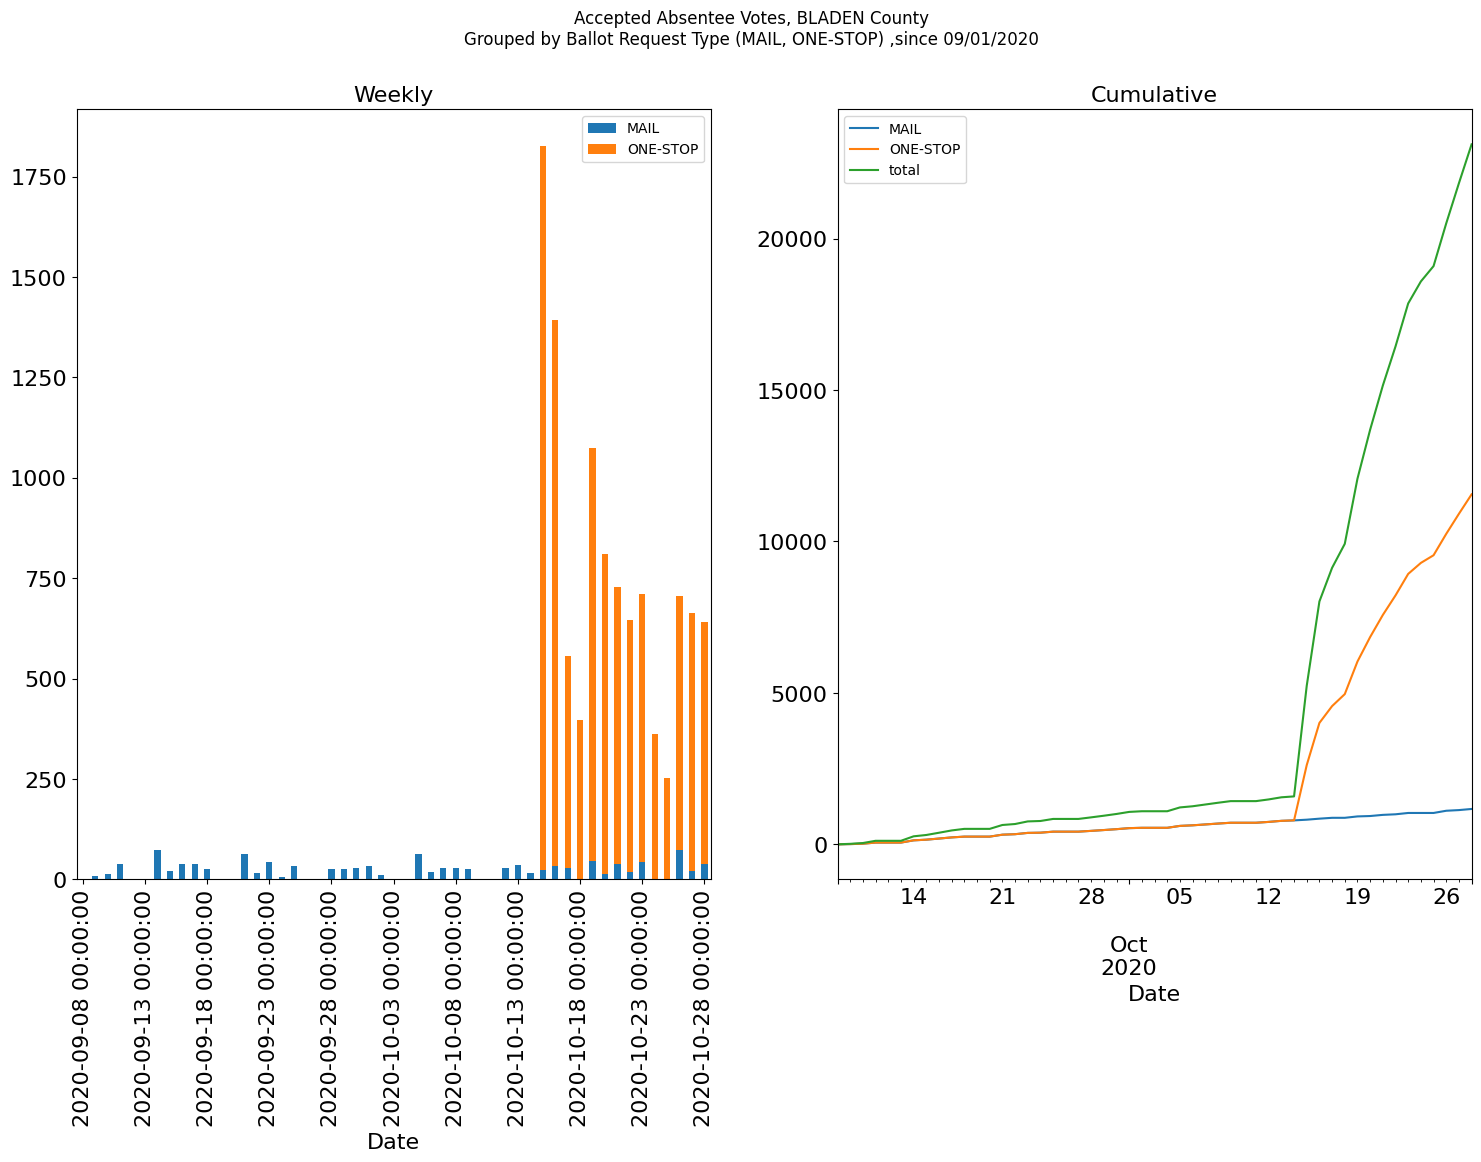 Accepted Absentee Votes, BLADEN County
Grouped by Ballot Request Type (MAIL, ONE-STOP) ,since 09/01/2020
Weekly
MAIL
ONE-STOP
1750
1500
1250
1000
750
500
250
0
2020-09-08 00:00:00
2020-09-13 00:00:00
2020-09-18 00:00:00
2020-09-23 00:00:00
2020-09-28 00:00:00
2020-10-03 00:00:00
2020-10-08 00:00:00
2020-10-13 00:00:00
2020-10-18 00:00:00
2020-10-23 00:00:00
2020-10-28 00:00:00
Date
Cumulative
MAIL
ONE-STOP
total
20000
15000
10000
5000
0
14 21 28 05 12 19 26
Oct
2020
Date